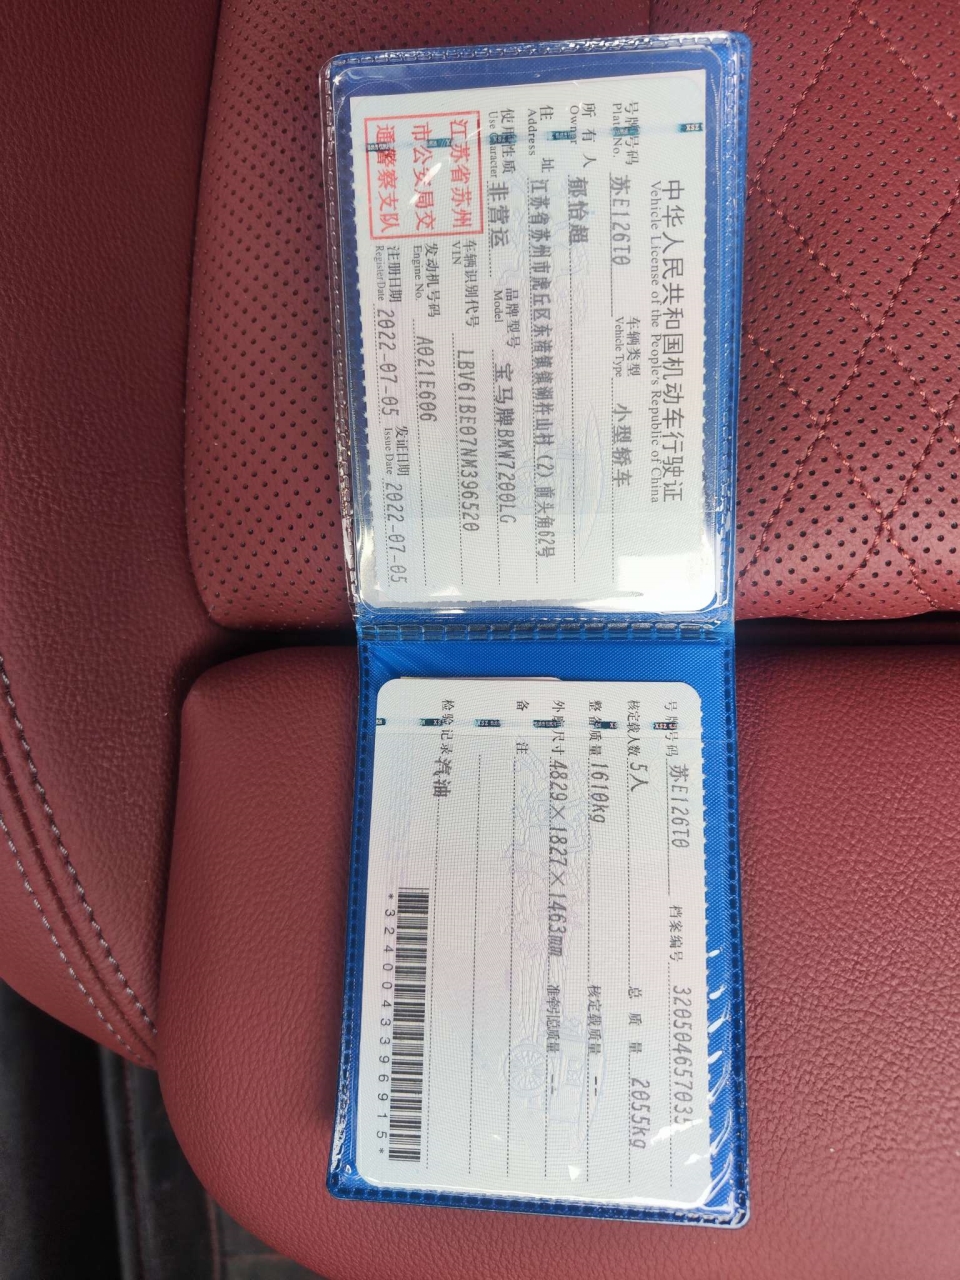 中华人民共和国机动车行驶证
Vehicle License of the People's Republic of China
号牌号码 苏E126T0 车辆类型 小型轿车
Plate No. Vehicle Type
所有人 郁怡超
Owner
住址 江苏省苏州市虎丘区东渚镇镇湖杵山村(2)前头角62号
Address
使用性质 非营运 品牌型号 宝马牌BMW7200LG
Use Character Model
江苏省苏州
市公安局交
通警察支队
车辆识别代号 LBV61BE07NM396520
VIN
发动机号码 A021E606
Engine No.
注册日期 2022-07-05 发证日期 2022-07-05
Register Date Issue Date
号牌号码 苏E126T0 档案编号 320504657035
核定载人数 5人 总质量 2055kg
整备质量 1610kg 核定载质量 --
外廓尺寸 4829×1827×1463mm 准牵引总质量 --
备注
检验记录 汽油
*3240043396915*